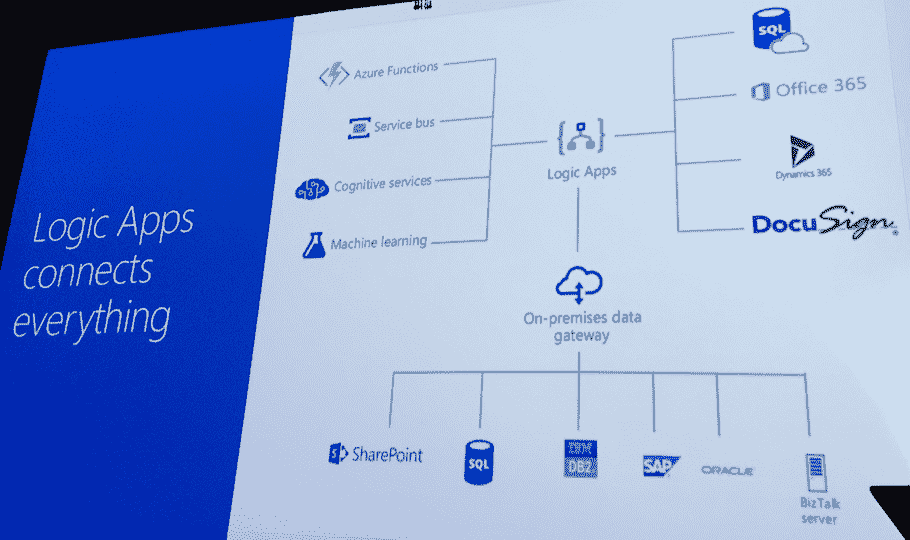 Logic Apps
connects
everything
Azure Functions
Service bus
Cognitive services
Machine learning
Logic Apps
SQL
Office 365
Dynamics 365
DocuSign
On-premises data
gateway
SharePoint
SQL
IBM
DB2
SAP
ORACLE
BizTalk
server